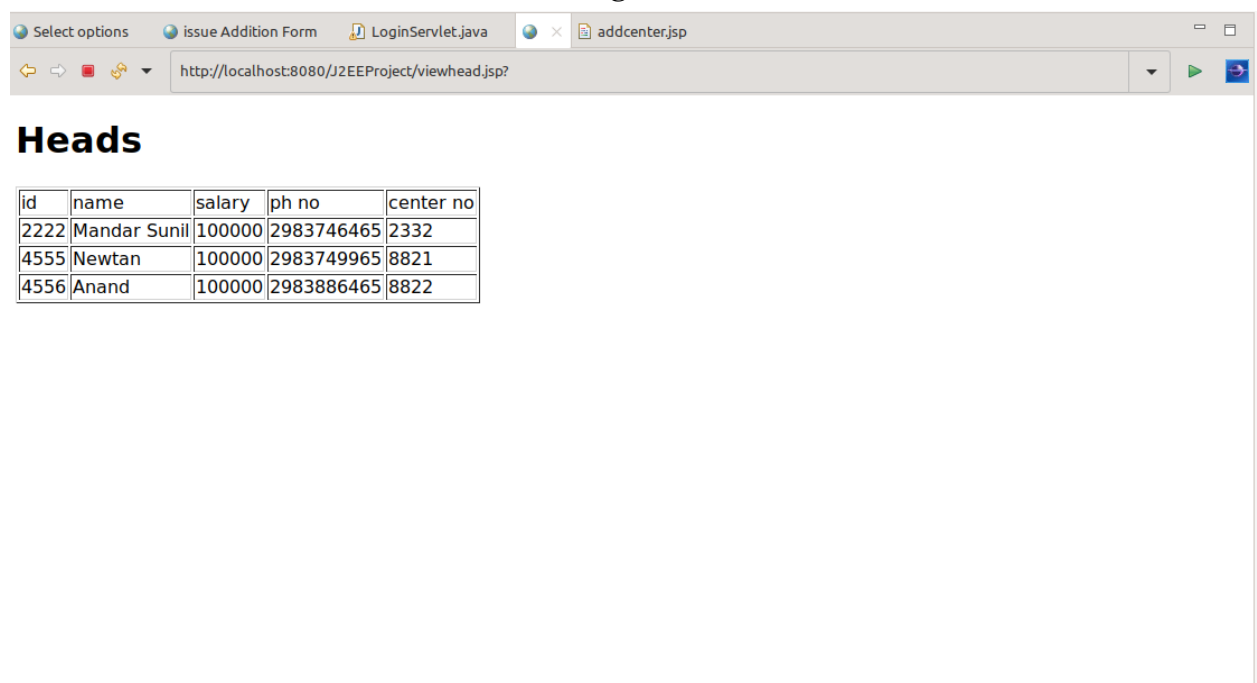 Select options issue Addition Form LoginServlet.java addcenter.jsp
http://localhost:8080/J2EEProject/viewhead.jsp?
Heads
id name salary ph no center no
2222 Mandar Sunil 100000 2983746465 2332
4555 Newtan 100000 2983749965 8821
4556 Anand 100000 2983886465 8822